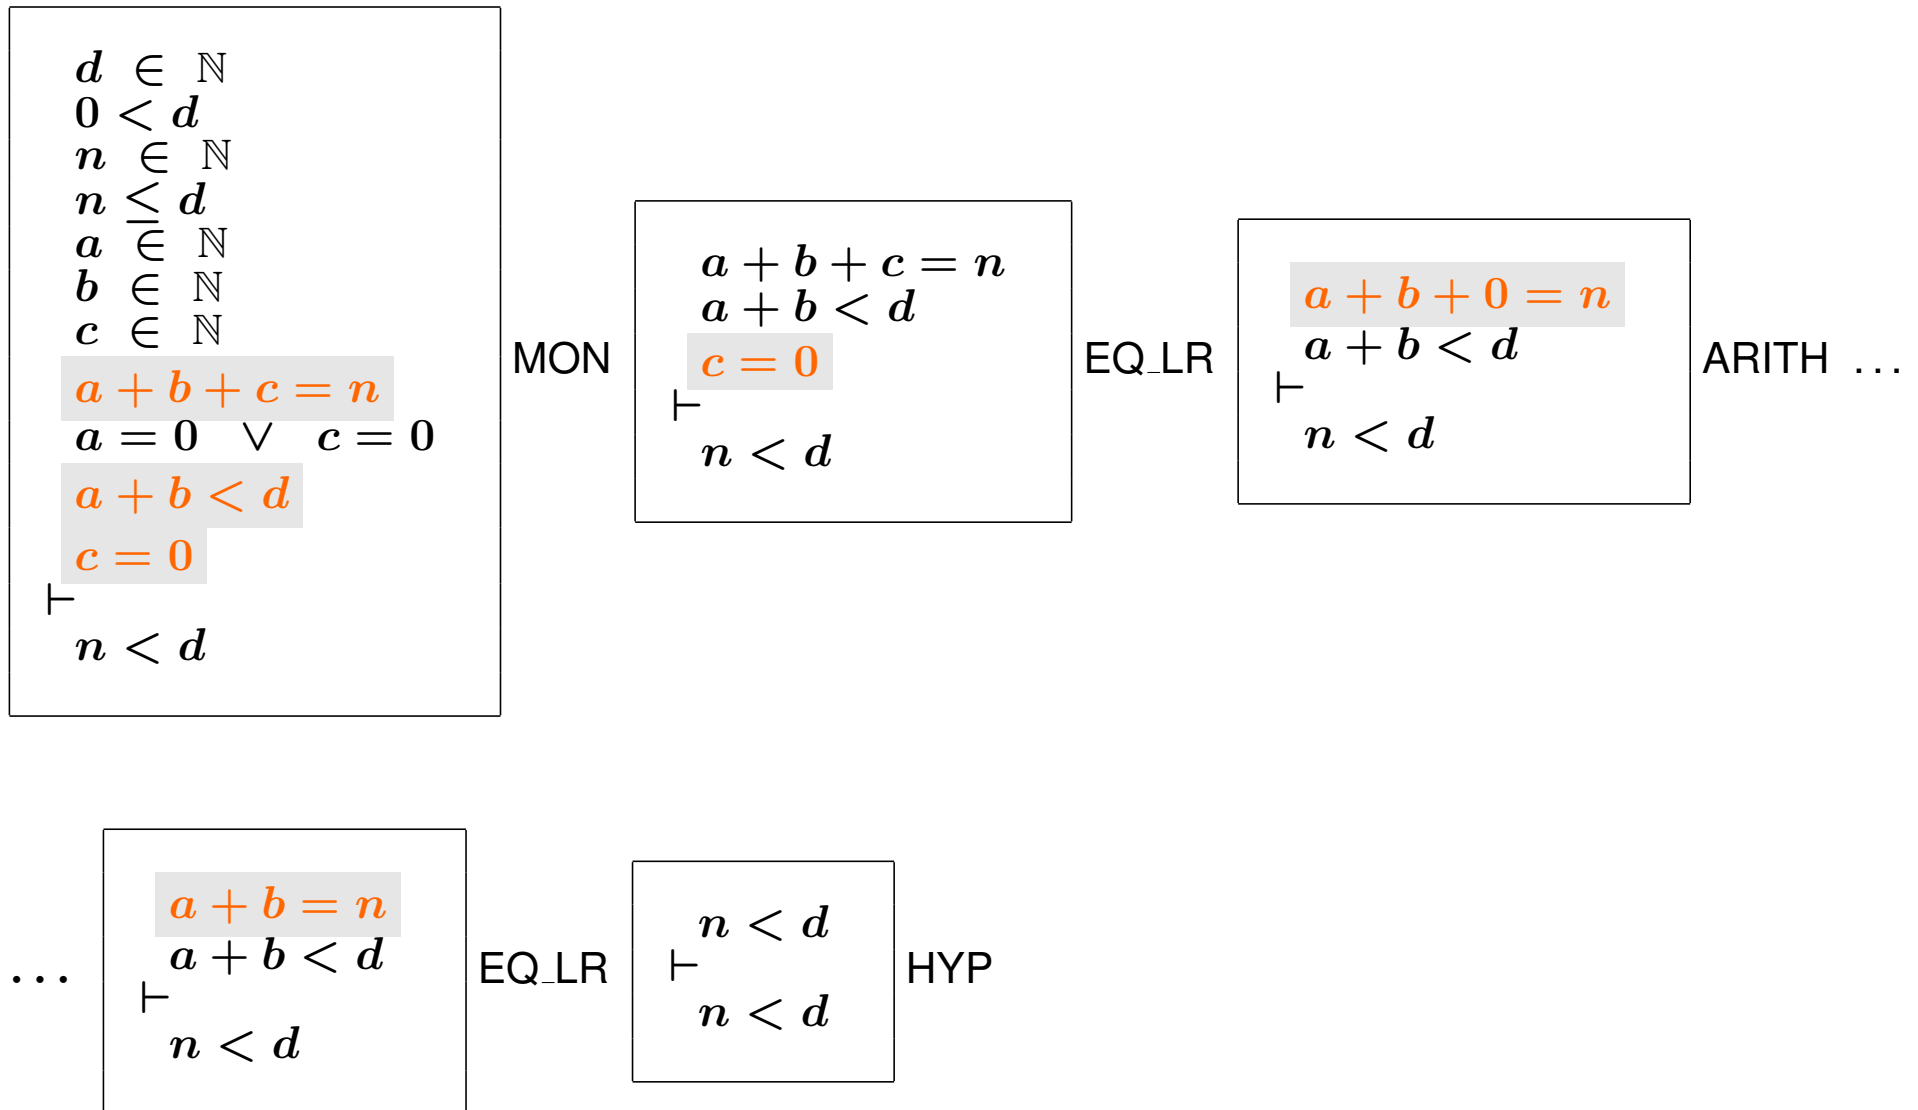 d ∈ ℕ
0 < d
n ∈ ℕ
n ≤ d
a ∈ ℕ
b ∈ ℕ
c ∈ ℕ
a + b + c = n
a = 0 ∨ c = 0
a + b < d
c = 0
⊢
n < d
MON
a + b + c = n
a + b < d
c = 0
⊢
n < d
EQ_LR
a + b + 0 = n
a + b < d
⊢
n < d
ARITH ...
...
a + b = n
a + b < d
⊢
n < d
EQ_LR
n < d
⊢
n < d
HYP